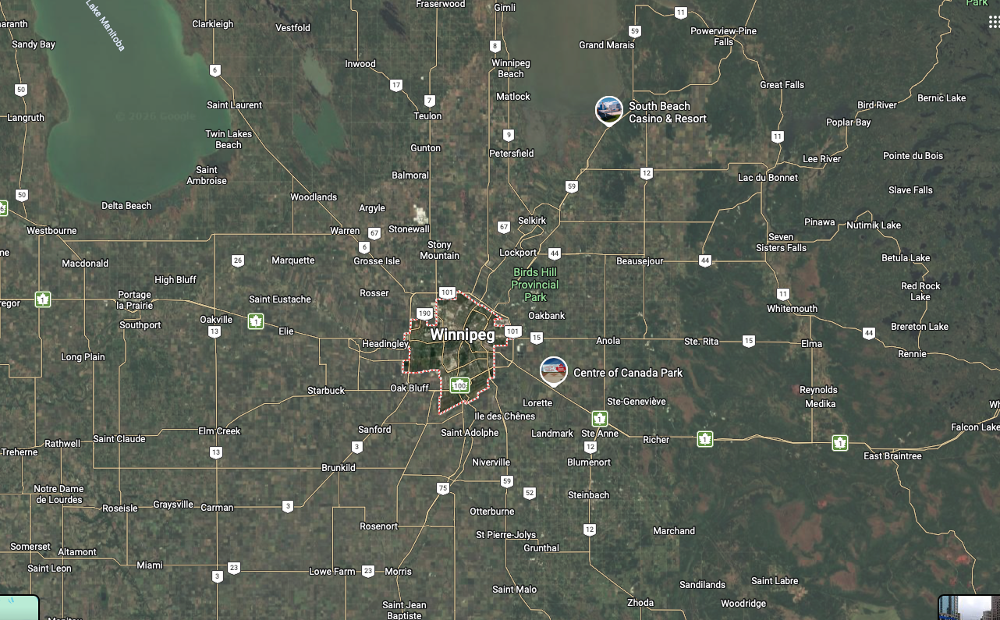 Fraserwood
Gimli
Park
11
Lake Manitoba
Clarkleigh
Vestfold
59
Powerview-Pine
Falls
Sandy Bay
8
Grand Marais
Inwood
Winnipeg
Beach
6
17
Great Falls
50
7
Matlock
Bernic Lake
Saint Laurent
South Beach
Casino & Resort
Bird River
Langruth
Teulon
Poplar Bay
© 2026 Google
Twin Lakes
Beach
9
11
Gunton
Petersfield
Lee River
Pointe du Bois
Saint
Ambroise
Balmoral
12
Lac du Bonnet
59
Slave Falls
50
Woodlands
Delta Beach
Argyle
Selkirk
Pinawa
Nutimik Lake
Westbourne
Warren
67
Stonewall
67
Seven
Sisters Falls
6
Stony
Mountain
Lockport
44
Macdonald
26
Marquette
Grosse Isle
Beausejour
44
Betula Lake
Birds Hill
Provincial
Park
High Bluff
Red Rock
Lake
1
Portage
la Prairie
Saint Eustache
Rosser
101
11
Whitemouth
190
Oakbank
Southport
Oakville
1
13
Elie
Headingley
Winnipeg
101
15
Anola
Ste. Rita
15
Elma
44
Brereton Lake
Rennie
Long Plain
Centre of Canada Park
Starbuck
Oak Bluff
100
Reynolds
Lorette
Ste-Geneviève
Medika
Ile des Chênes
1
Elm Creek
Sanford
Saint Adolphe
Landmark
Ste Anne
Falcon Lake
Rathwell
Saint Claude
Richer
1
1
Treherne
13
3
12
East Braintree
Brunkild
Niverville
Blumenort
Notre Dame
de Lourdes
75
59
52
Steinbach
Roseisle
Graysville
Carman
3
Otterburne
Rosenort
St Pierre-Jolys
12
Marchand
Somerset
Altamont
Grunthal
Saint Leon
Miami
23
3
Lowe Farm
23
Morris
Saint Malo
Sandilands
Saint Labre
Saint Jean
Baptiste
Zhoda
Woodridge